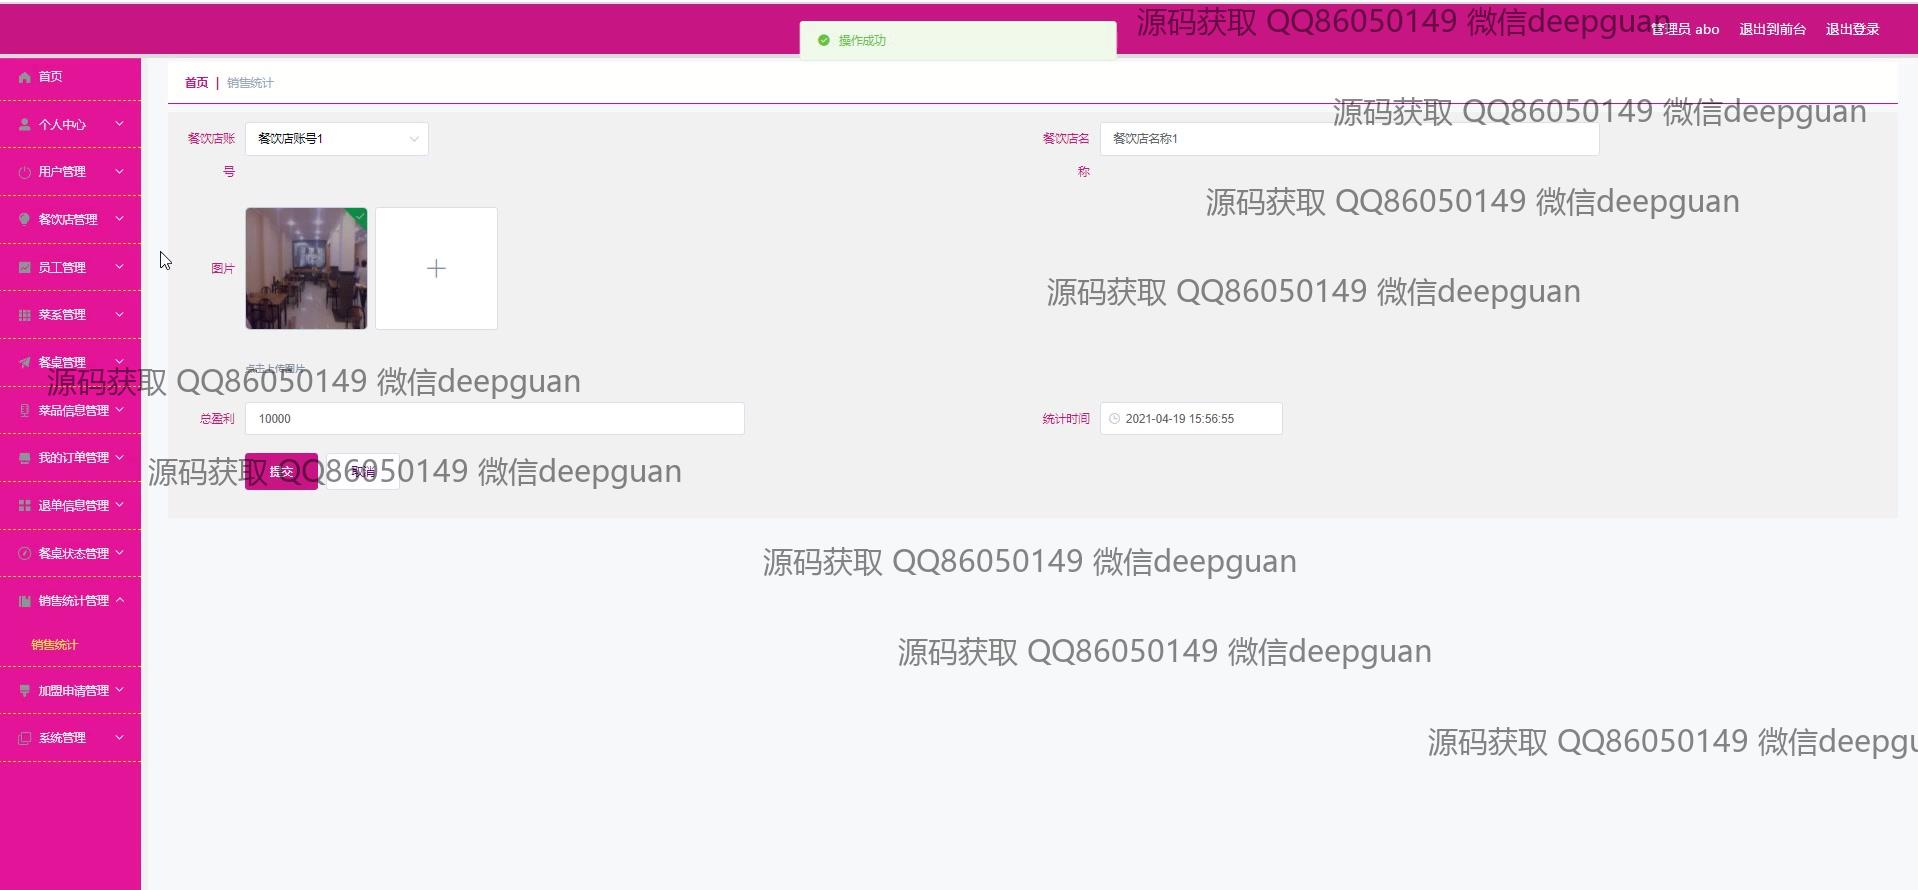 源码获取 QQ86050149 微信deepguan
管理员 abo
退出到前台
退出登录
操作成功
首页
个人中心
用户管理
餐饮店管理
员工管理
菜系管理
餐桌管理
菜品信息管理
我的订单管理
退单信息管理
餐桌状态管理
销售统计管理
销售统计
加盟申请管理
系统管理
首页 | 销售统计
源码获取 QQ86050149 微信deepguan
餐饮店账
号
餐饮店账号1
餐饮店名
称
餐饮店名称1
源码获取 QQ86050149 微信deepguan
图片
源码获取 QQ86050149 微信deepguan
点击上传图片
源码获取 QQ86050149 微信deepguan
总盈利
10000
统计时间
2021-04-19 15:56:55
提交
取消
源码获取 QQ86050149 微信deepguan
源码获取 QQ86050149 微信deepguan
源码获取 QQ86050149 微信deepguan
源码获取 QQ86050149 微信deepgu